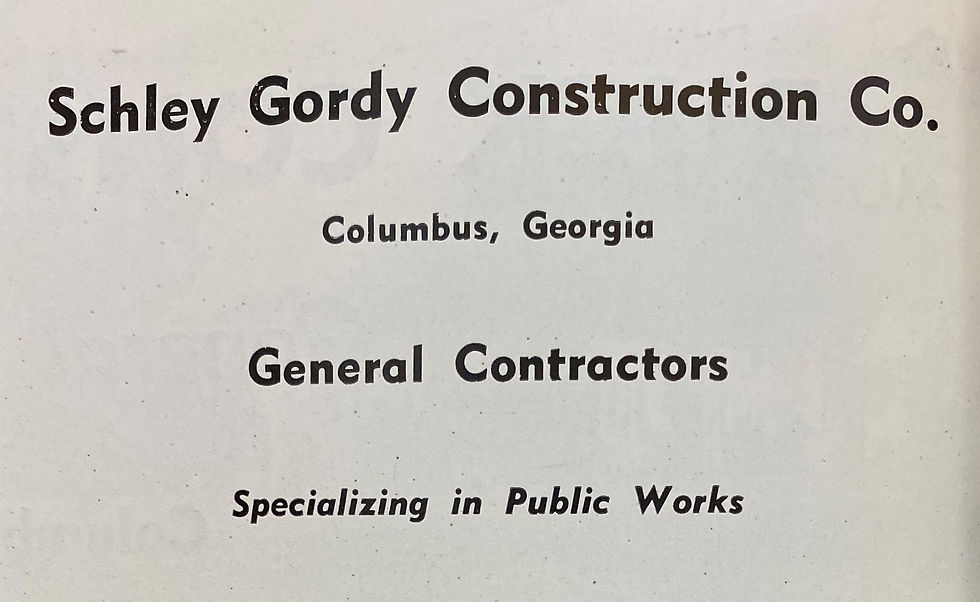 Schley Gordy Construction Co.
Columbus, Georgia
General Contractors
Specializing in Public Works